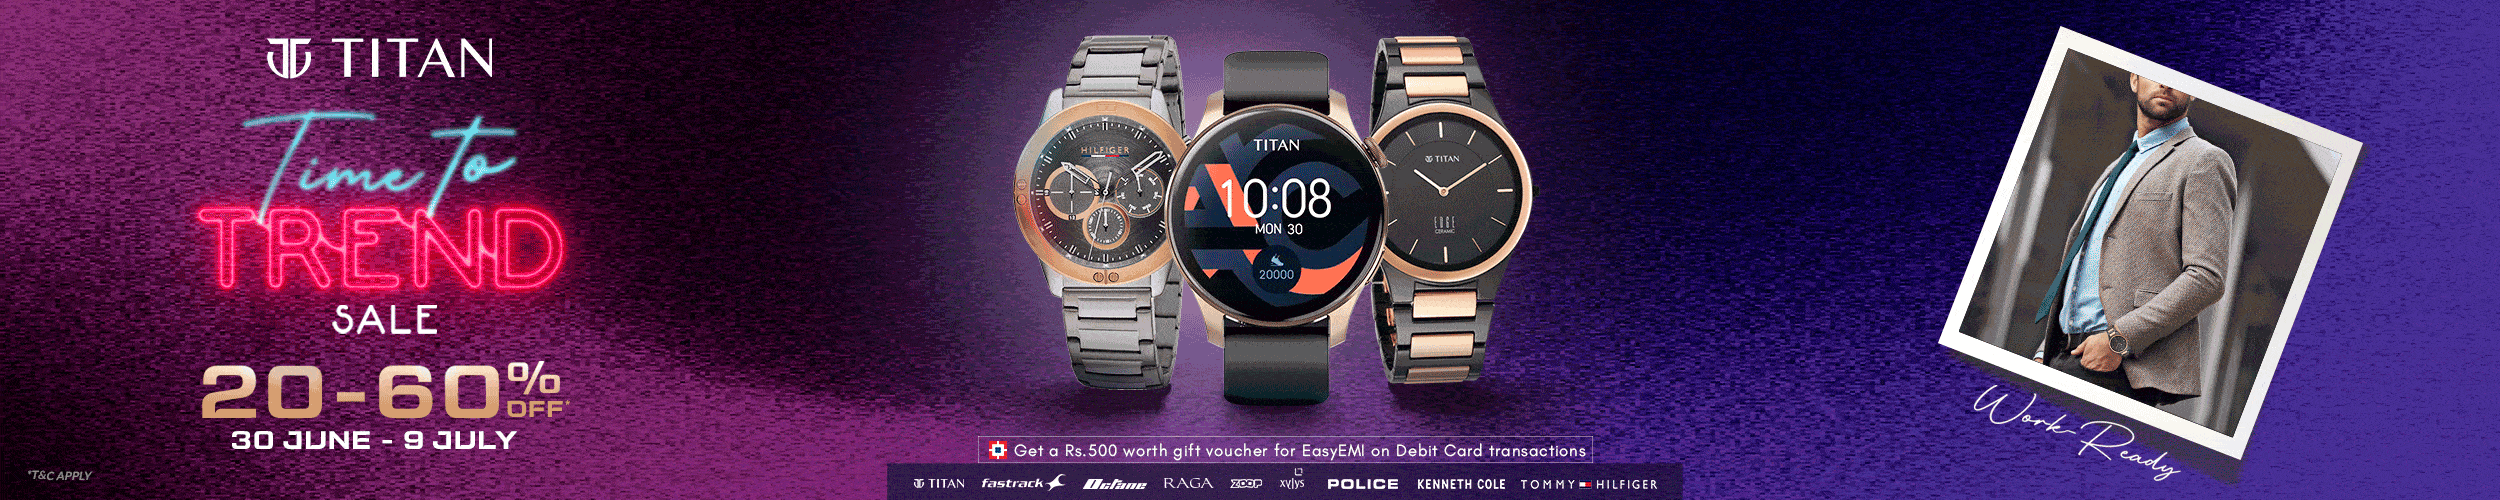 TITAN
Time to
TREND
SALE
20-60% OFF*
30 JUNE - 9 JULY
*T&C APPLY
HILFIGER
TITAN
10:08
MON 30
20000
TITAN
EDGE
CERAMIC
Get a Rs.500 worth gift voucher for EasyEMI on Debit Card transactions
TITAN fastrack Octane RAGA ZOOP xylys POLICE KENNETH COLE TOMMY HILFIGER
Work-Ready